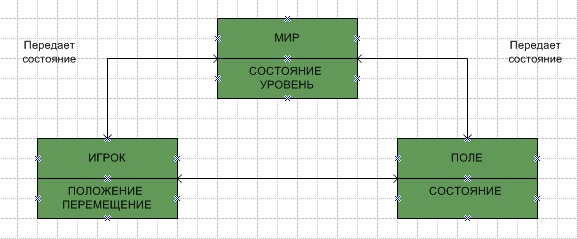 МИР
Передает
состояние
Передает
состояние
СОСТОЯНИЕ
УРОВЕНЬ
ИГРОК
ПОЛОЖЕНИЕ
ПЕРЕМЕЩЕНИЕ
ПОЛЕ
СОСТОЯНИЕ